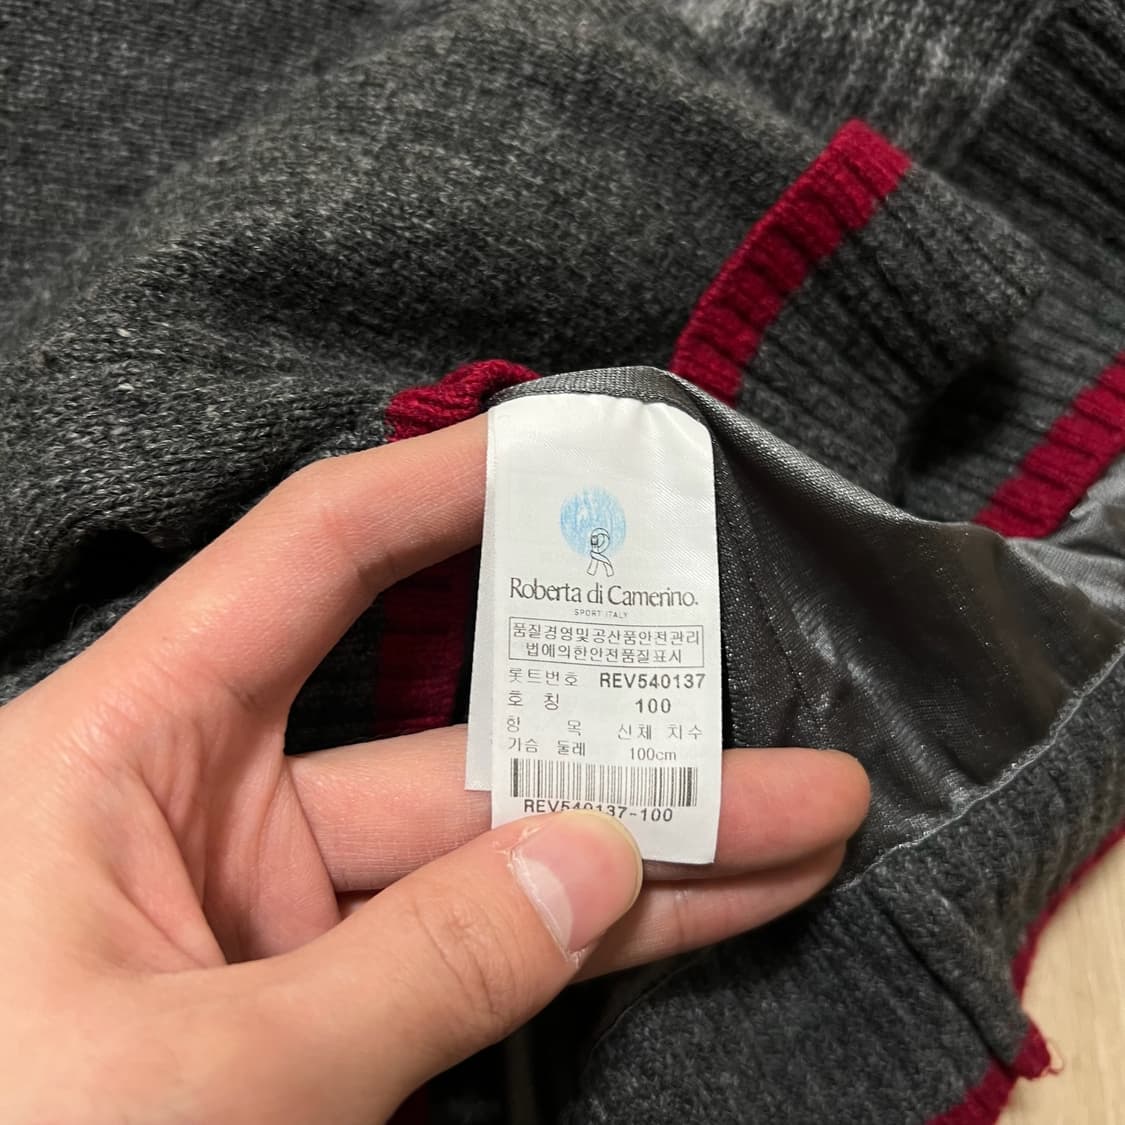 Roberta di Camerino.
SPORT ITALY
품질경영및공산품안전관리
법에의한안전품질표시
롯트번호 REV540137
호 칭 100
항 목 신체 치수
가슴 둘레 100cm
REV540137-100